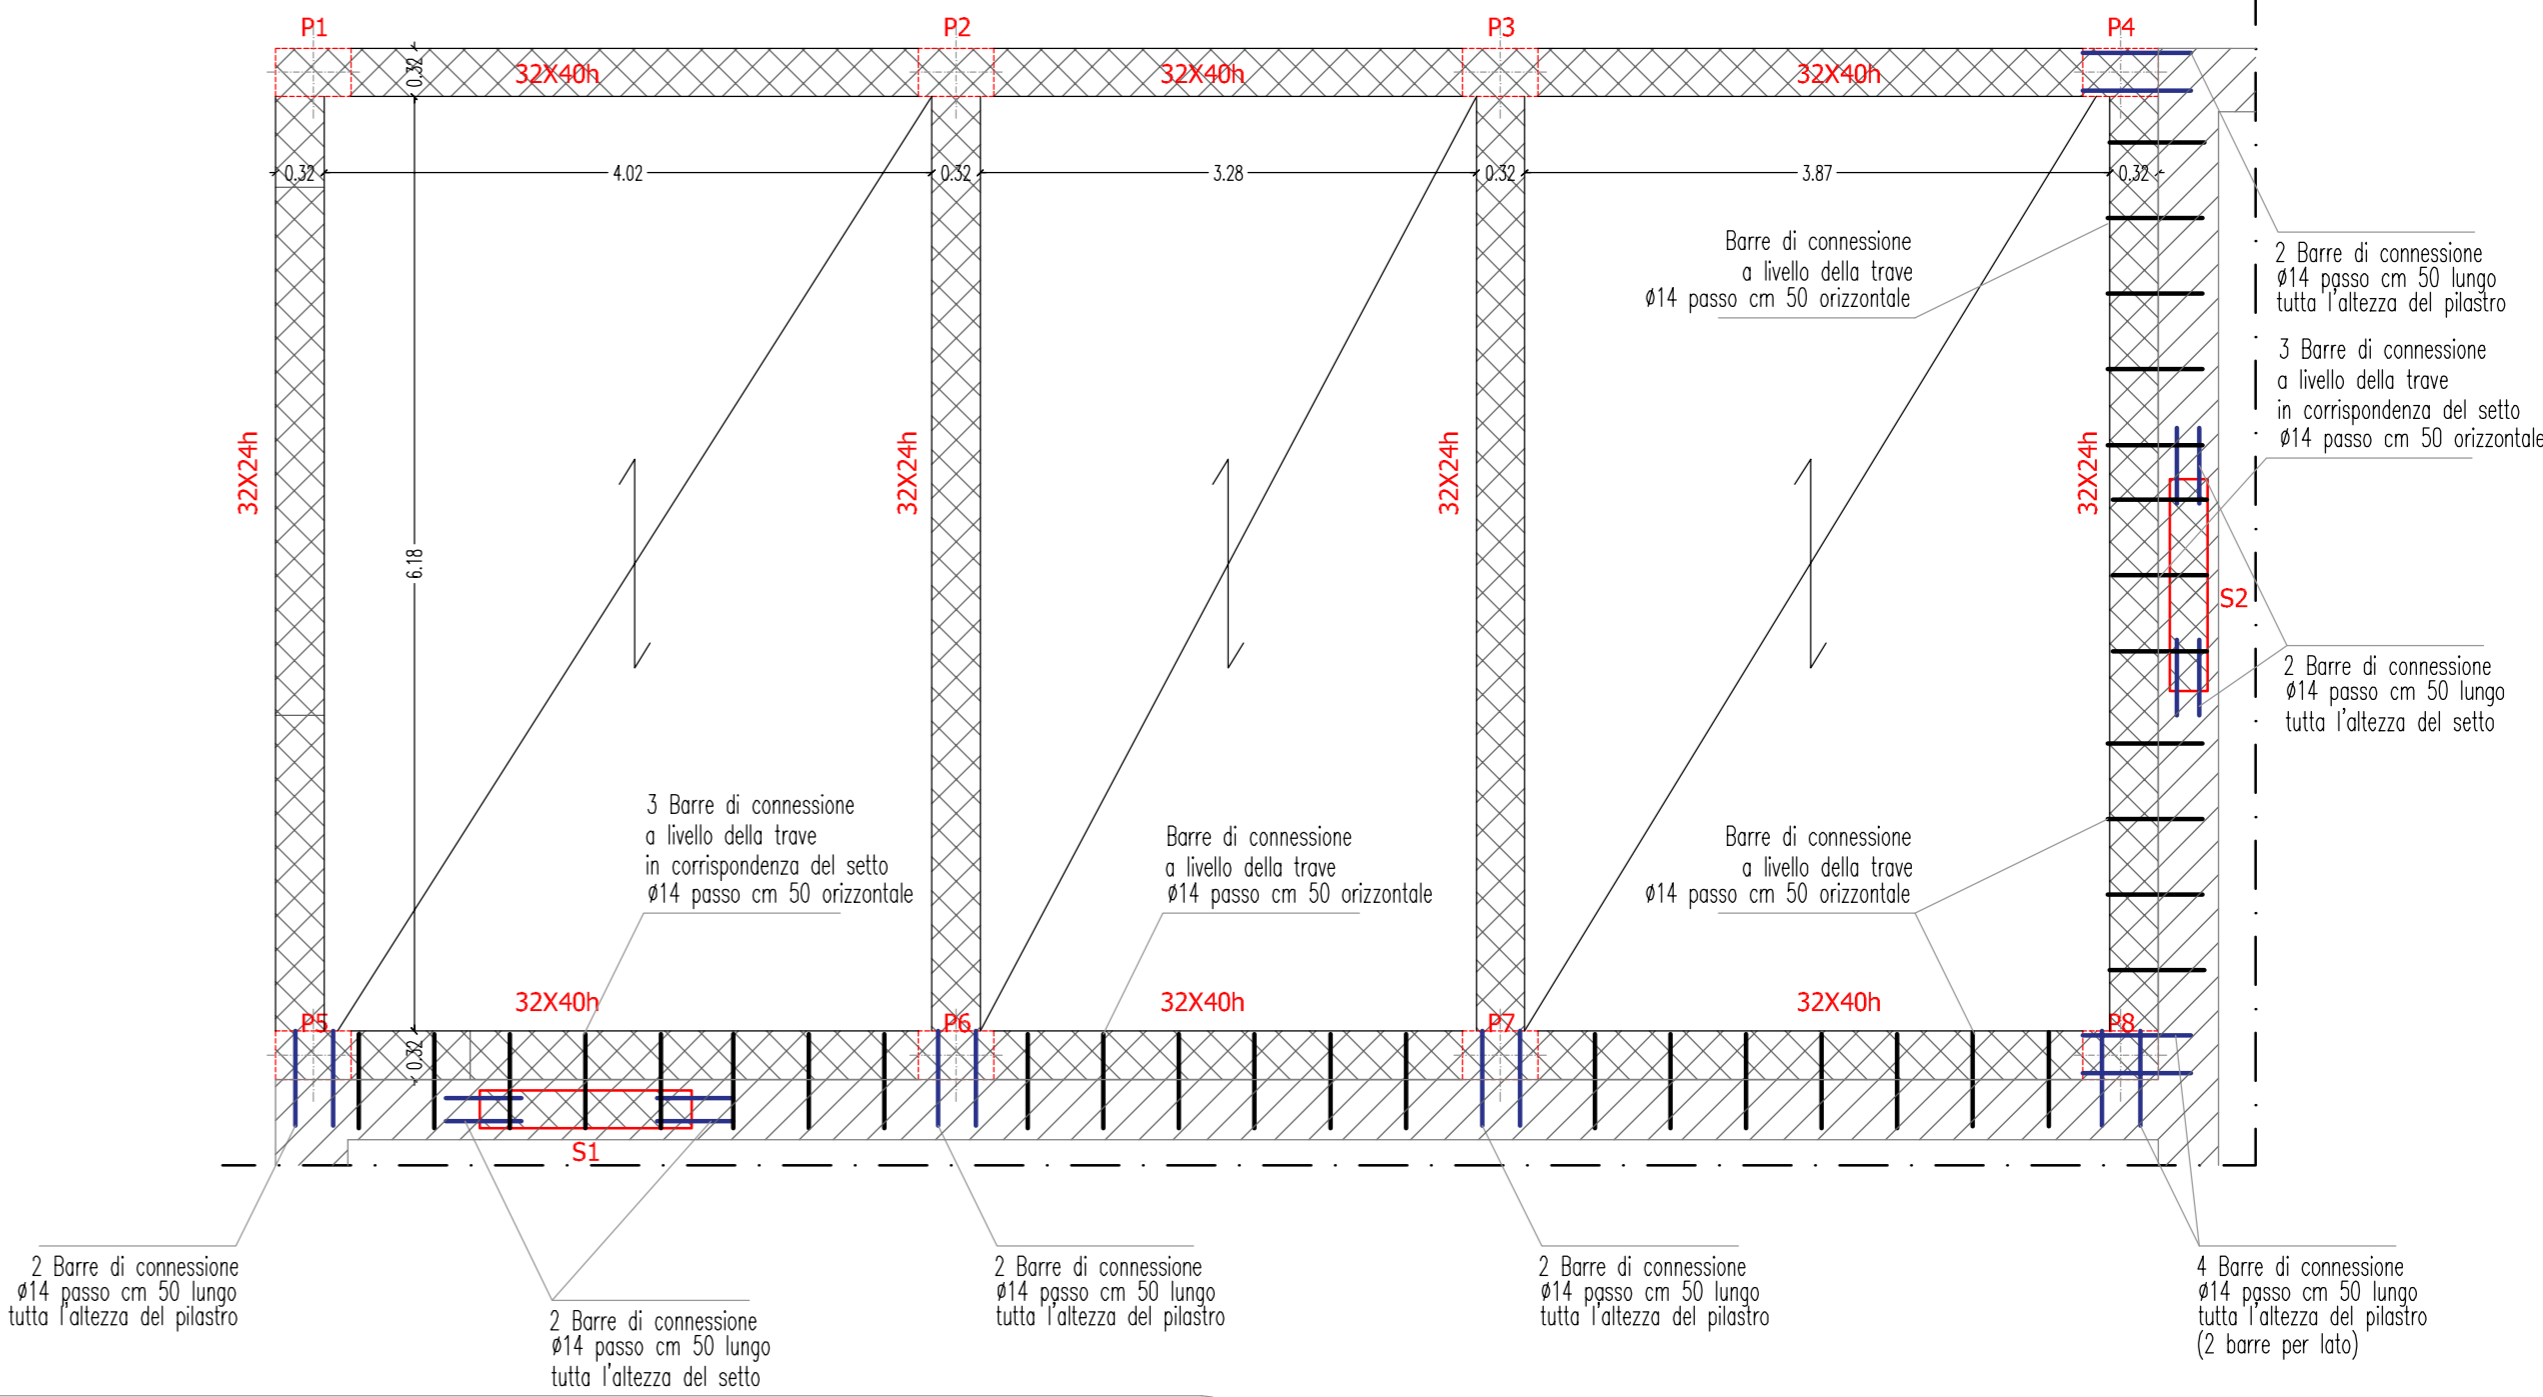 P1
P2
P3
P4
0.32
32X40h
32X40h
32X40h
0.32
4.02
0.32
3.28
0.32
3.87
0.32
Barre di connessione
a livello della trave
ø14 passo cm 50 orizzontale
2 Barre di connessione
ø14 passo cm 50 lungo
tutta l'altezza del pilastro
3 Barre di connessione
a livello della trave
in corrispondenza del setto
ø14 passo cm 50 orizzontale
32X24h
32X24h
32X24h
32X24h
6.18
S2
2 Barre di connessione
ø14 passo cm 50 lungo
tutta l'altezza del setto
3 Barre di connessione
a livello della trave
in corrispondenza del setto
ø14 passo cm 50 orizzontale
Barre di connessione
a livello della trave
ø14 passo cm 50 orizzontale
Barre di connessione
a livello della trave
ø14 passo cm 50 orizzontale
32X40h
32X40h
32X40h
P5
P6
P7
P8
0.32
S1
2 Barre di connessione
ø14 passo cm 50 lungo
tutta l'altezza del pilastro
2 Barre di connessione
ø14 passo cm 50 lungo
tutta l'altezza del setto
2 Barre di connessione
ø14 passo cm 50 lungo
tutta l'altezza del pilastro
2 Barre di connessione
ø14 passo cm 50 lungo
tutta l'altezza del pilastro
4 Barre di connessione
ø14 passo cm 50 lungo
tutta l'altezza del pilastro
(2 barre per lato)